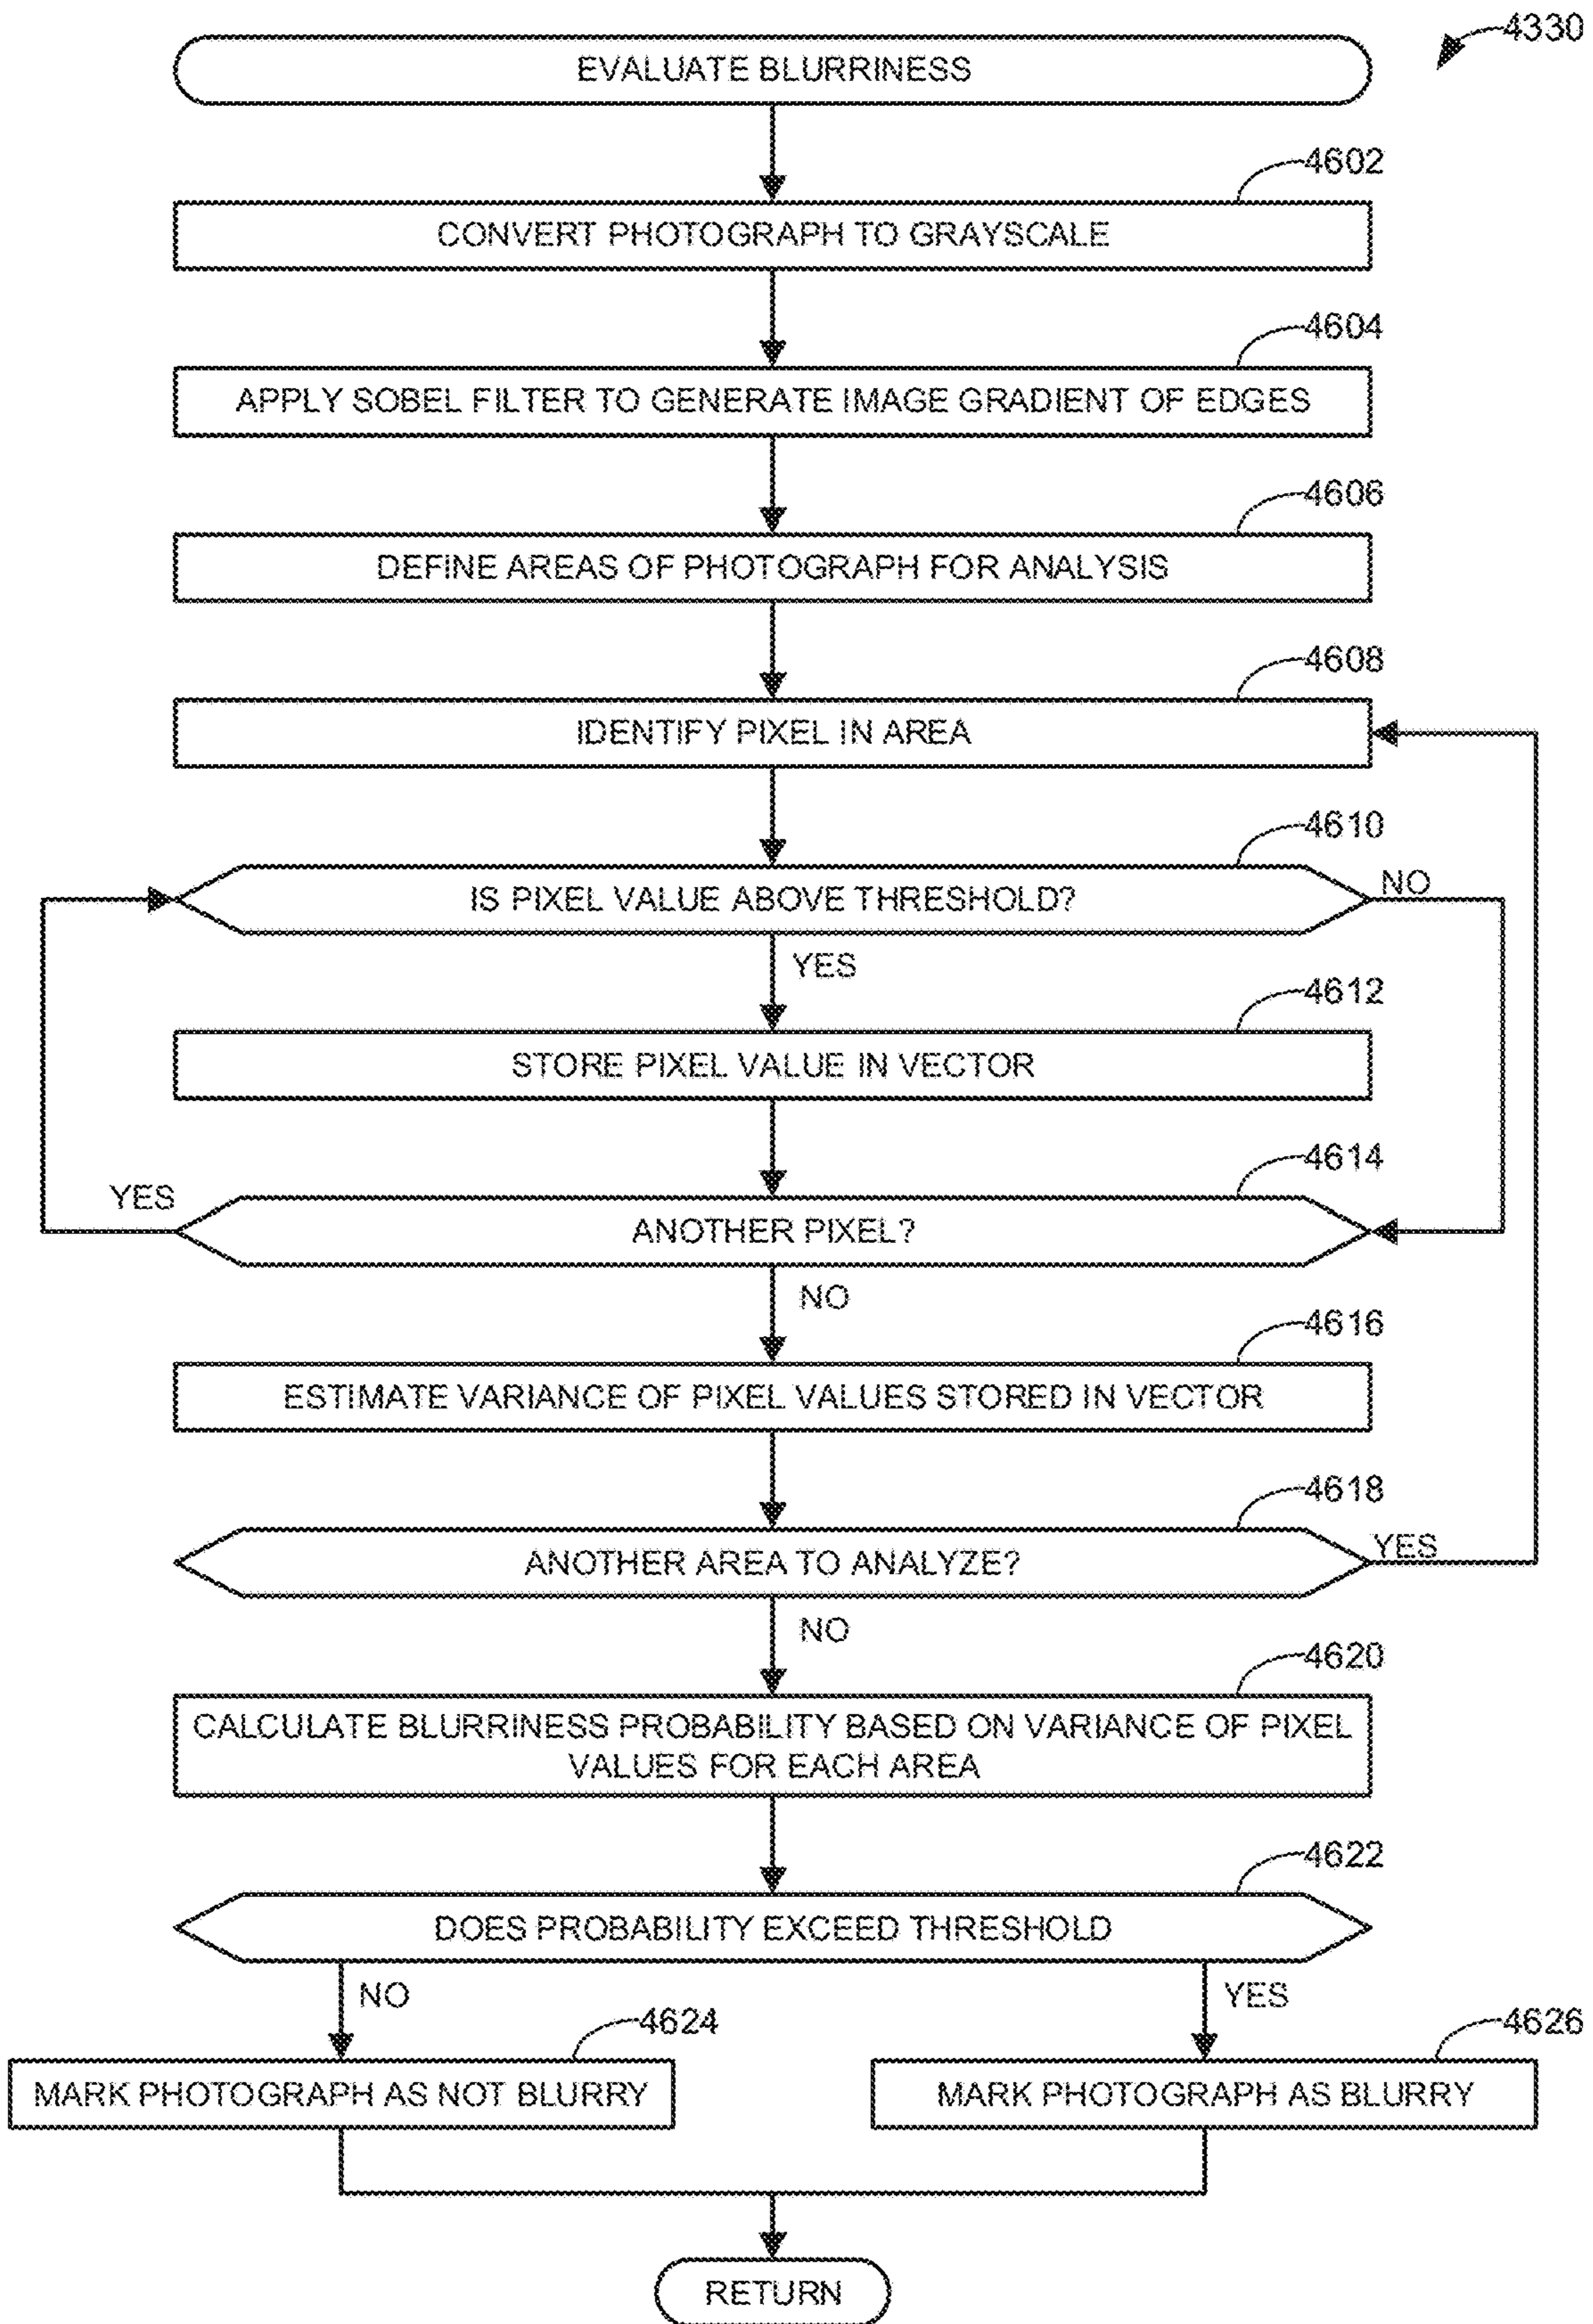 4330
EVALUATE BLURRINESS
4602
CONVERT PHOTOGRAPH TO GRAYSCALE
4604
APPLY SOBEL FILTER TO GENERATE IMAGE GRADIENT OF EDGES
4606
DEFINE AREAS OF PHOTOGRAPH FOR ANALYSIS
4608
IDENTIFY PIXEL IN AREA
4610
IS PIXEL VALUE ABOVE THRESHOLD?
NO
YES
4612
STORE PIXEL VALUE IN VECTOR
4614
YES
ANOTHER PIXEL?
NO
4616
ESTIMATE VARIANCE OF PIXEL VALUES STORED IN VECTOR
4618
ANOTHER AREA TO ANALYZE?
YES
NO
4620
CALCULATE BLURRINESS PROBABILITY BASED ON VARIANCE OF PIXEL
VALUES FOR EACH AREA
4622
DOES PROBABILITY EXCEED THRESHOLD
NO
YES
4624
4626
MARK PHOTOGRAPH AS NOT BLURRY
MARK PHOTOGRAPH AS BLURRY
RETURN